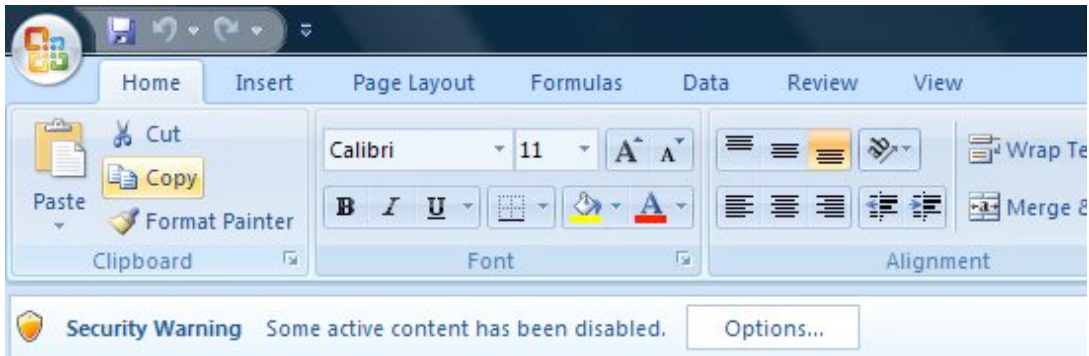 Home Insert Page Layout Formulas Data Review View
Cut
Copy
Paste
Format Painter
Clipboard
Calibri 11 A A
B I U A
Font
Wrap Te
a Merge &
Alignment
Security Warning Some active content has been disabled. Options...